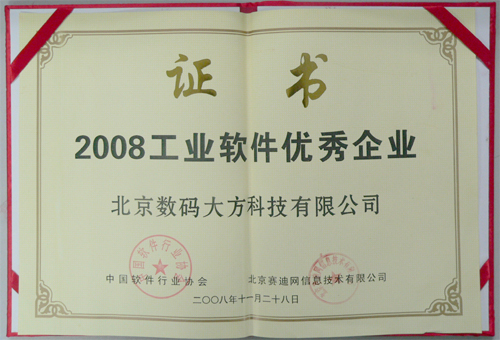 证 书
2008工业软件优秀企业
北京数码大方科技有限公司
中国软件行业协会 北京赛迪网信息技术有限公司
二〇〇八年十一月二十八日